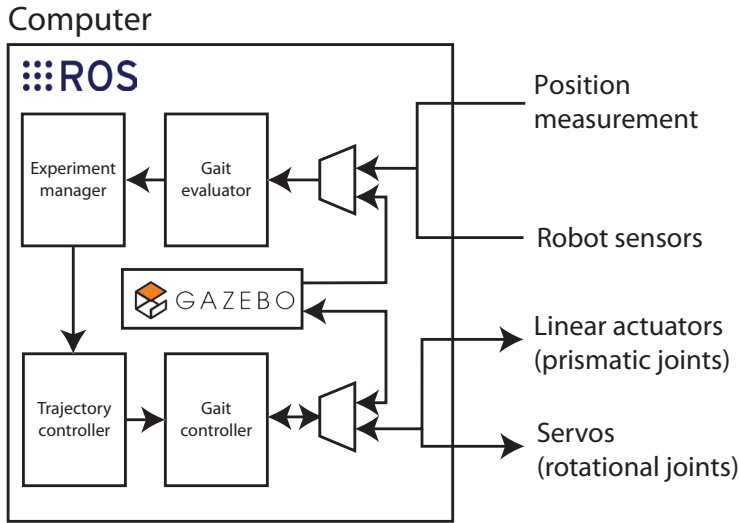 Computer
ROS
Position
measurement
Experiment
manager
Gait
evaluator
Robot sensors
GAZEBO
Linear actuators
(prismatic joints)
Trajectory
controller
Gait
controller
Servos
(rotational joints)